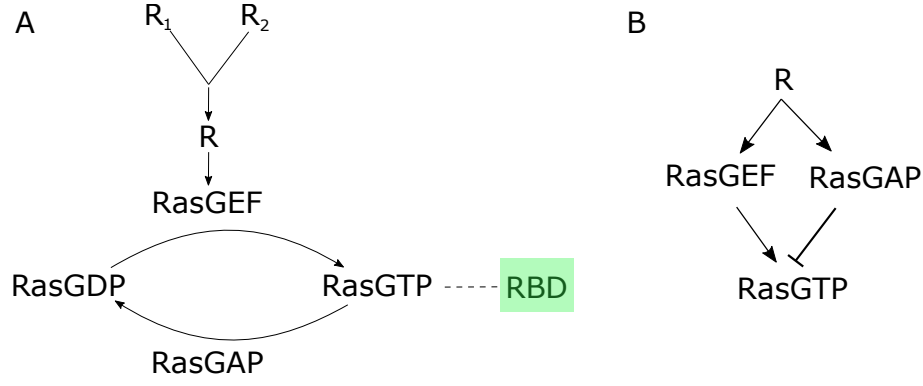 A
R₁ R₂
R
RasGEF
RasGDP RasGTP RBD
RasGAP
B
R
RasGEF RasGAP
RasGTP